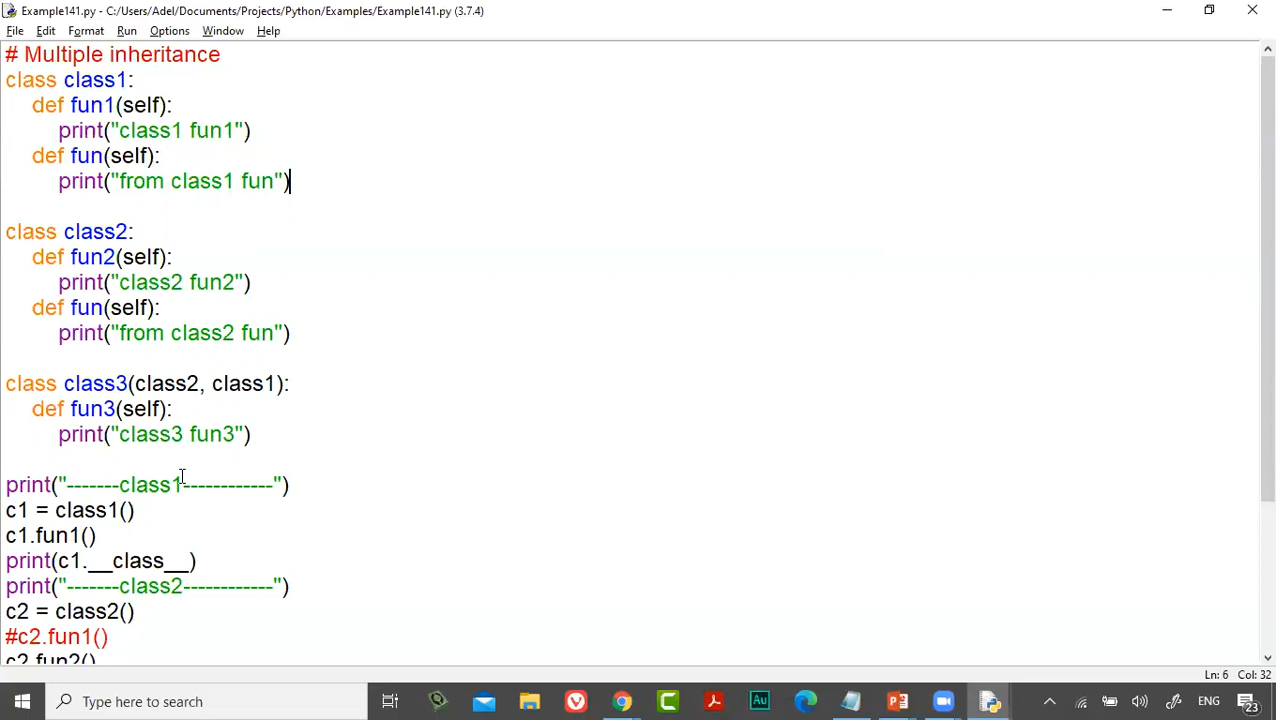 Example141.py - C:/Users/Adel/Documents/Projects/Python/Examples/Example141.py (3.7.4)
File Edit Format Run Options Window Help
# Multiple inheritance
class class1:
    def fun1(self):
        print("class1 fun1")
    def fun(self):
        print("from class1 fun")
class class2:
    def fun2(self):
        print("class2 fun2")
    def fun(self):
        print("from class2 fun")
class class3(class2, class1):
    def fun3(self):
        print("class3 fun3")
print("-------class1------------")
c1 = class1()
c1.fun1()
print(c1.__class__)
print("-------class2------------")
c2 = class2()
#c2.fun1()
c2.fun2()
Ln: 6 Col: 32
Type here to search
Au
ENG
23